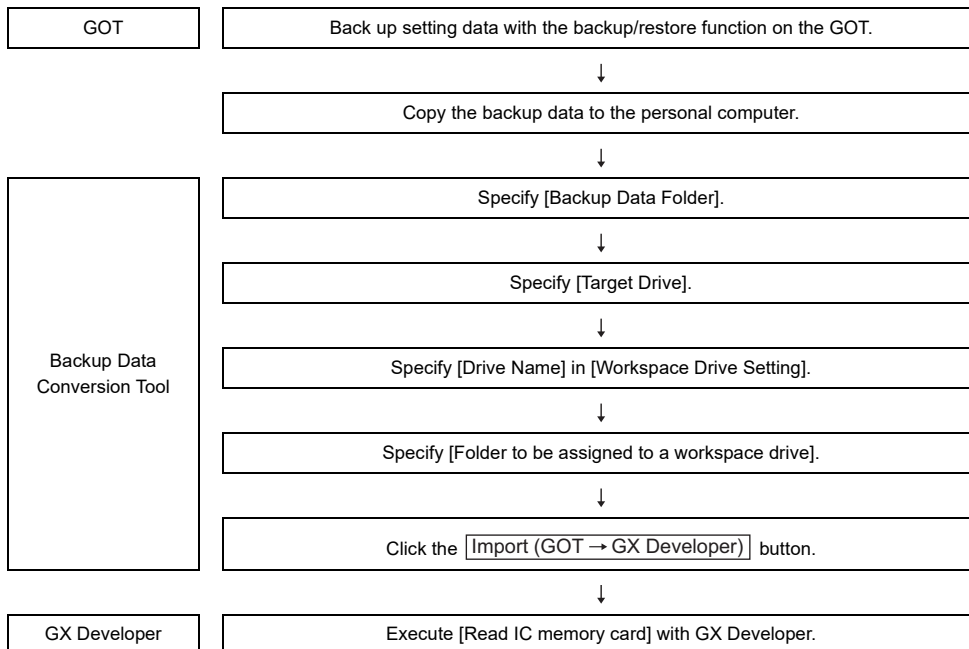 GOT
Back up setting data with the backup/restore function on the GOT.
↓
Copy the backup data to the personal computer.
↓
Backup Data
Conversion Tool
Specify [Backup Data Folder].
↓
Specify [Target Drive].
↓
Specify [Drive Name] in [Workspace Drive Setting].
↓
Specify [Folder to be assigned to a workspace drive].
↓
Click the Import (GOT → GX Developer) button.
↓
GX Developer
Execute [Read IC memory card] with GX Developer.